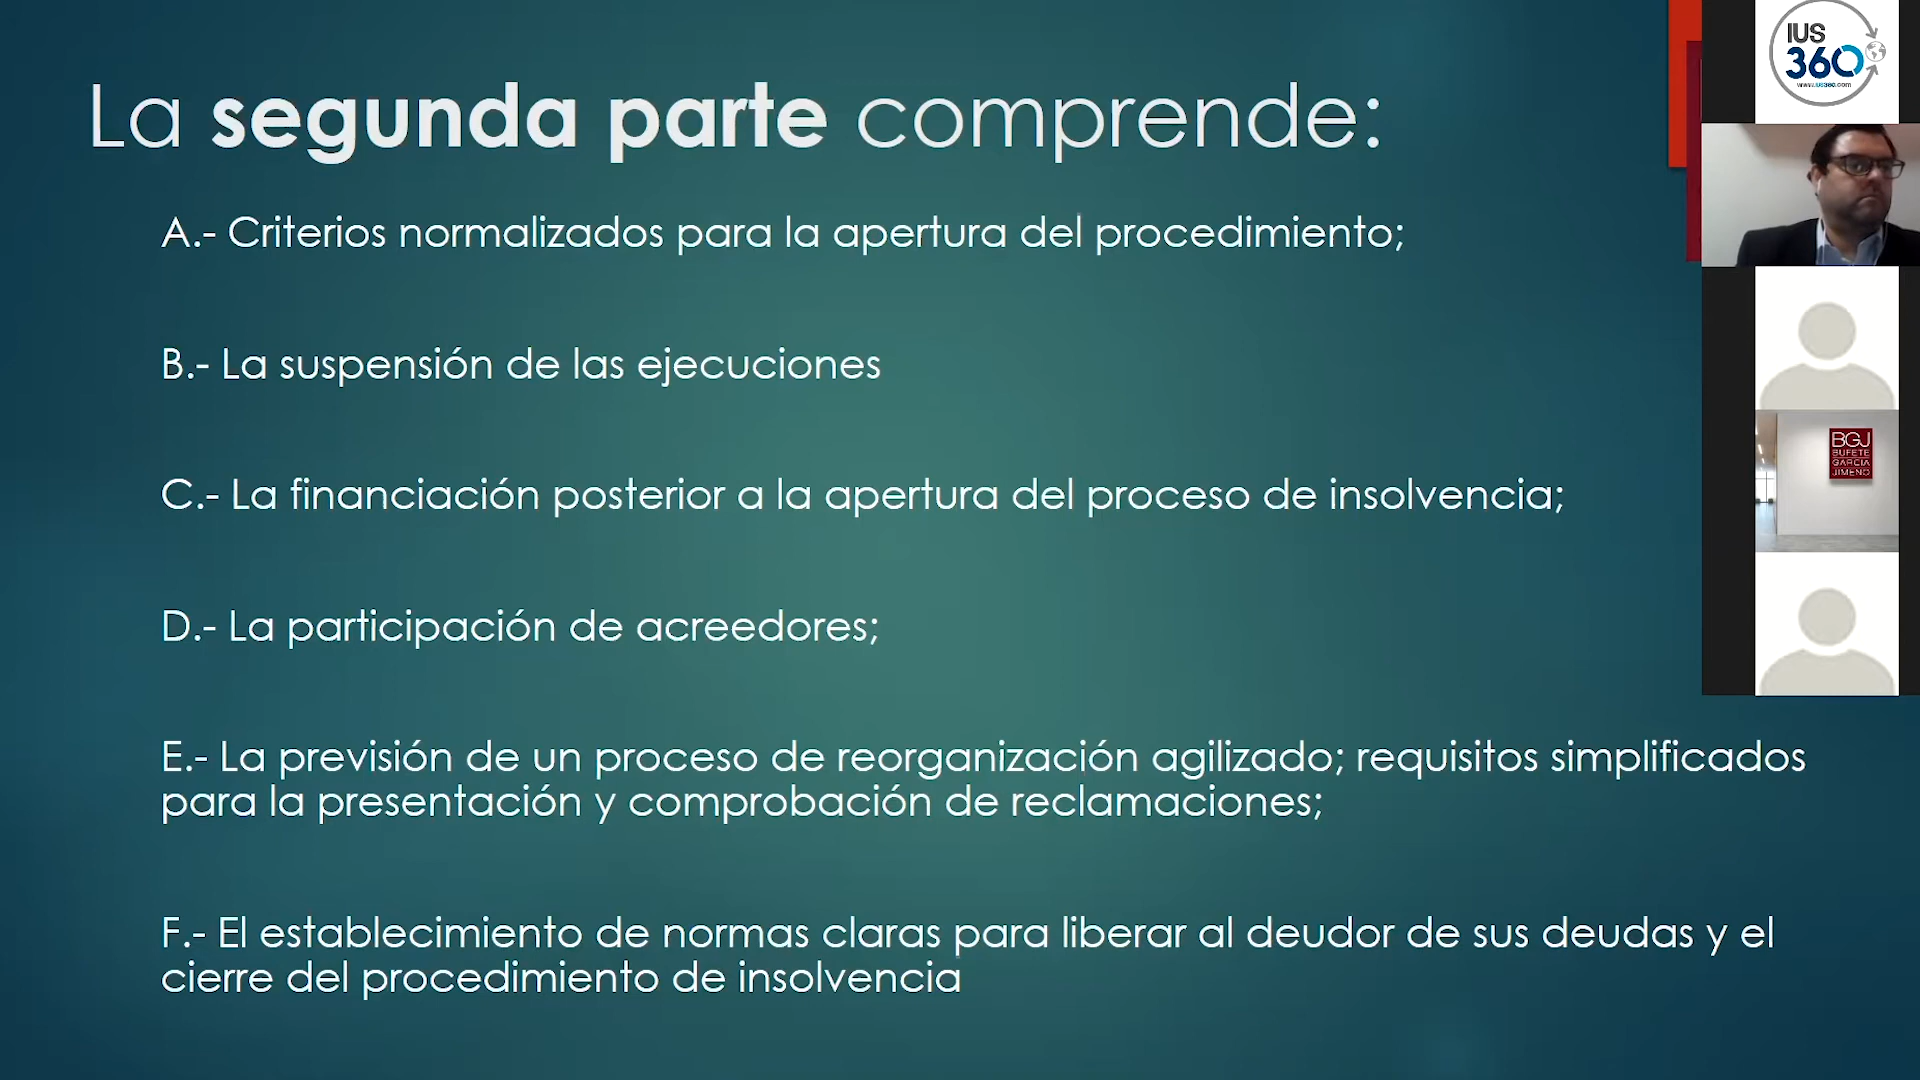 La segunda parte comprende:
A.- Criterios normalizados para la apertura del procedimiento;
B.- La suspensión de las ejecuciones
C.- La financiación posterior a la apertura del proceso de insolvencia;
D.- La participación de acreedores;
E.- La previsión de un proceso de reorganización agilizado; requisitos simplificados
para la presentación y comprobación de reclamaciones;
F.- El establecimiento de normas claras para liberar al deudor de sus deudas y el
cierre del procedimiento de insolvencia
IUS
360
www.ius360.com
BGJ
BUFETE
GARCIA
JIMENO